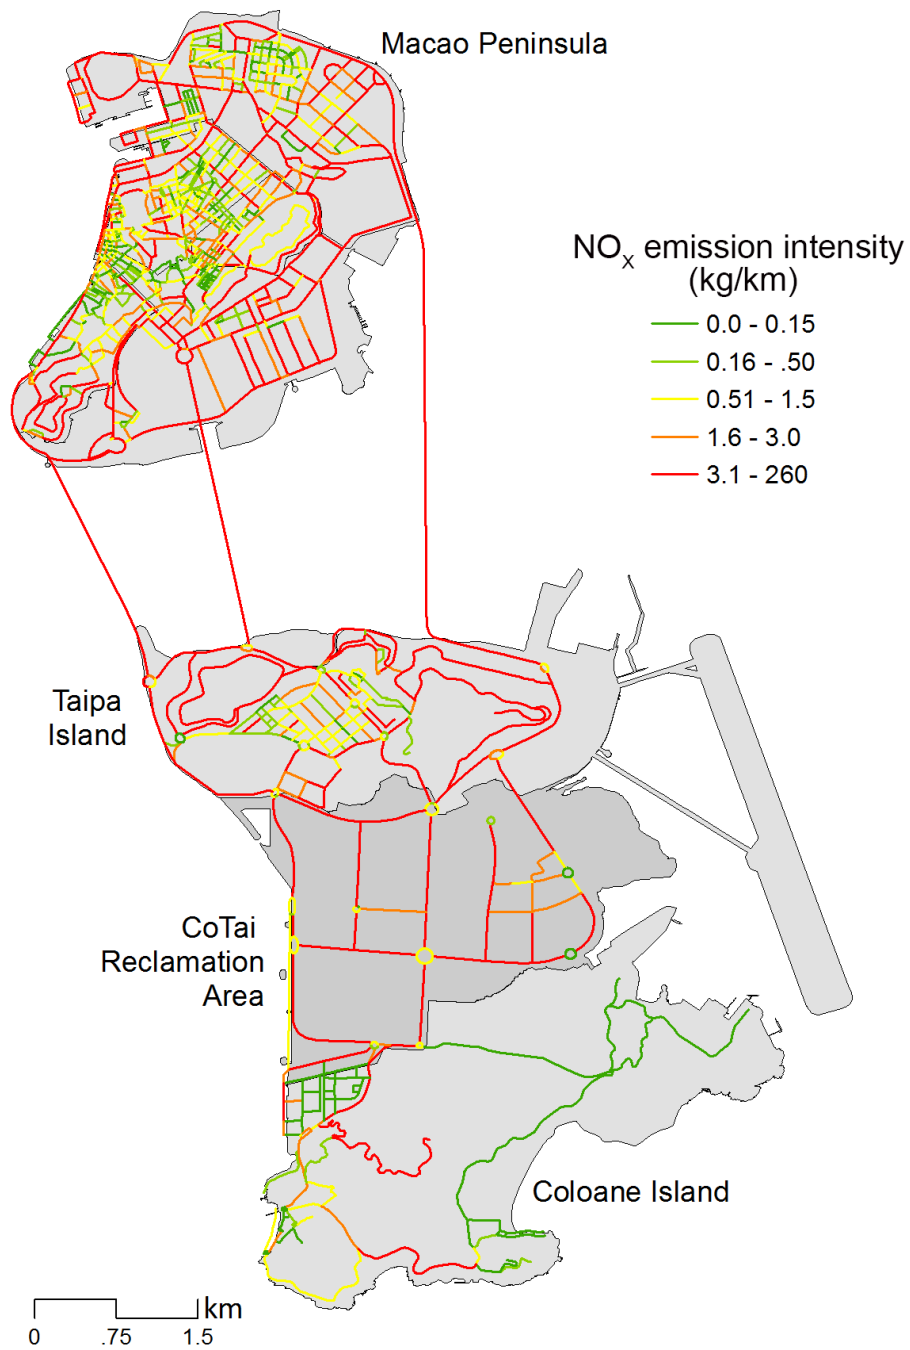 Macao Peninsula
NOx emission intensity
(kg/km)
0.0 - 0.15
0.16 - .50
0.51 - 1.5
1.6 - 3.0
3.1 - 260
Taipa
Island
CoTai
Reclamation
Area
Coloane Island
km
0 .75 1.5